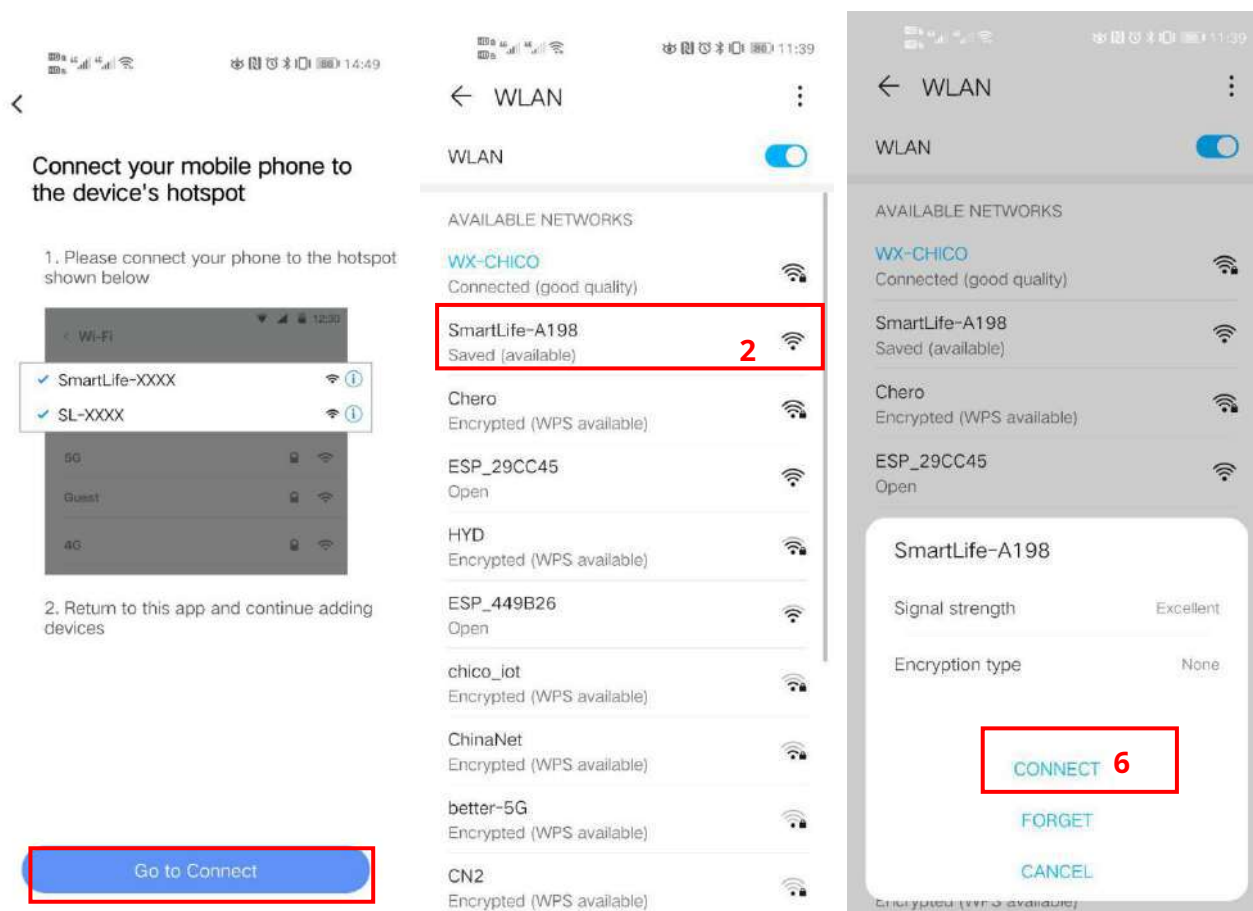 14:49
Connect your mobile phone to
the device's hotspot
1. Please connect your phone to the hotspot
shown below
12:30
Wi-Fi
SmartLife-XXXX
SL-XXXX
5G
Guest
4G
2. Return to this app and continue adding
devices
Go to Connect
11:39
WLAN
WLAN
AVAILABLE NETWORKS
WX-CHICO
Connected (good quality)
SmartLife-A198
Saved (available)
2
Chero
Encrypted (WPS available)
ESP_29CC45
Open
HYD
Encrypted (WPS available)
ESP_449B26
Open
chico_iot
Encrypted (WPS available)
ChinaNet
Encrypted (WPS available)
better-5G
Encrypted (WPS available)
CN2
Encrypted (WPS available)
11:39
WLAN
WLAN
AVAILABLE NETWORKS
WX-CHICO
Connected (good quality)
SmartLife-A198
Saved (available)
Chero
Encrypted (WPS available)
ESP_29CC45
Open
SmartLife-A198
Signal strength Excellent
Encryption type None
CONNECT 6
FORGET
CANCEL
Encrypted (WPS available)